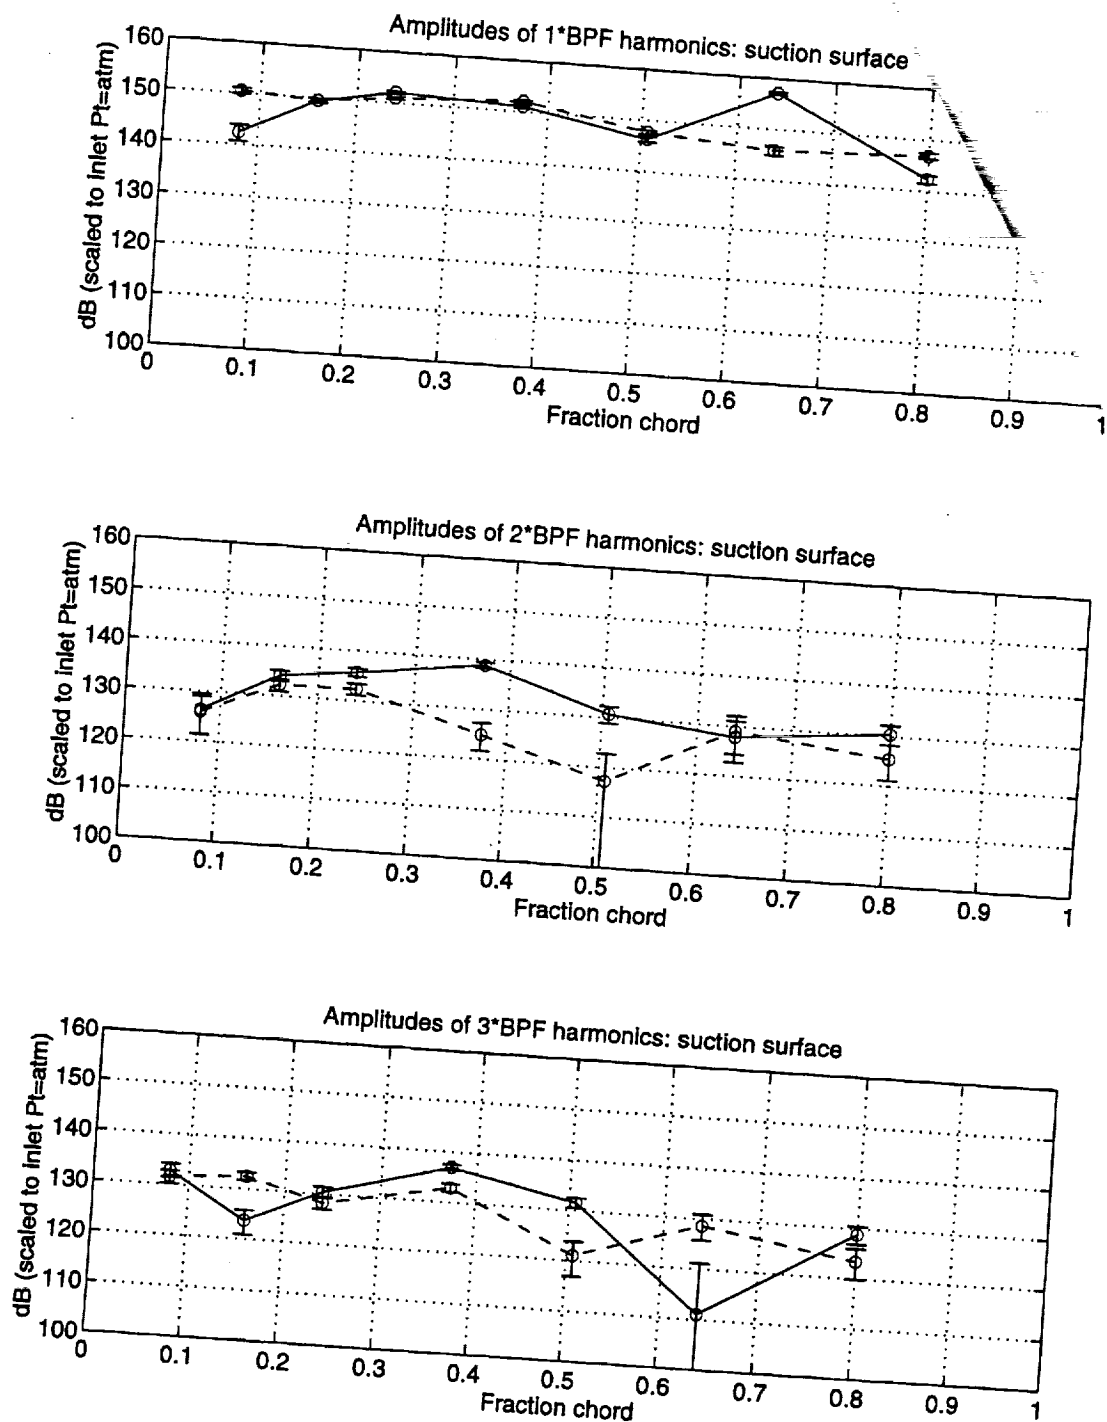 Amplitudes of 1*BPF harmonics: suction surface
dB (scaled to inlet Pt=atm)
160
150
140
130
120
110
100
0 0.1 0.2 0.3 0.4 0.5 0.6 0.7 0.8 0.9 1
Fraction chord
Amplitudes of 2*BPF harmonics: suction surface
dB (scaled to inlet Pt=atm)
160
150
140
130
120
110
100
0 0.1 0.2 0.3 0.4 0.5 0.6 0.7 0.8 0.9 1
Fraction chord
Amplitudes of 3*BPF harmonics: suction surface
dB (scaled to inlet Pt=atm)
160
150
140
130
120
110
100
0 0.1 0.2 0.3 0.4 0.5 0.6 0.7 0.8 0.9 1
Fraction chord